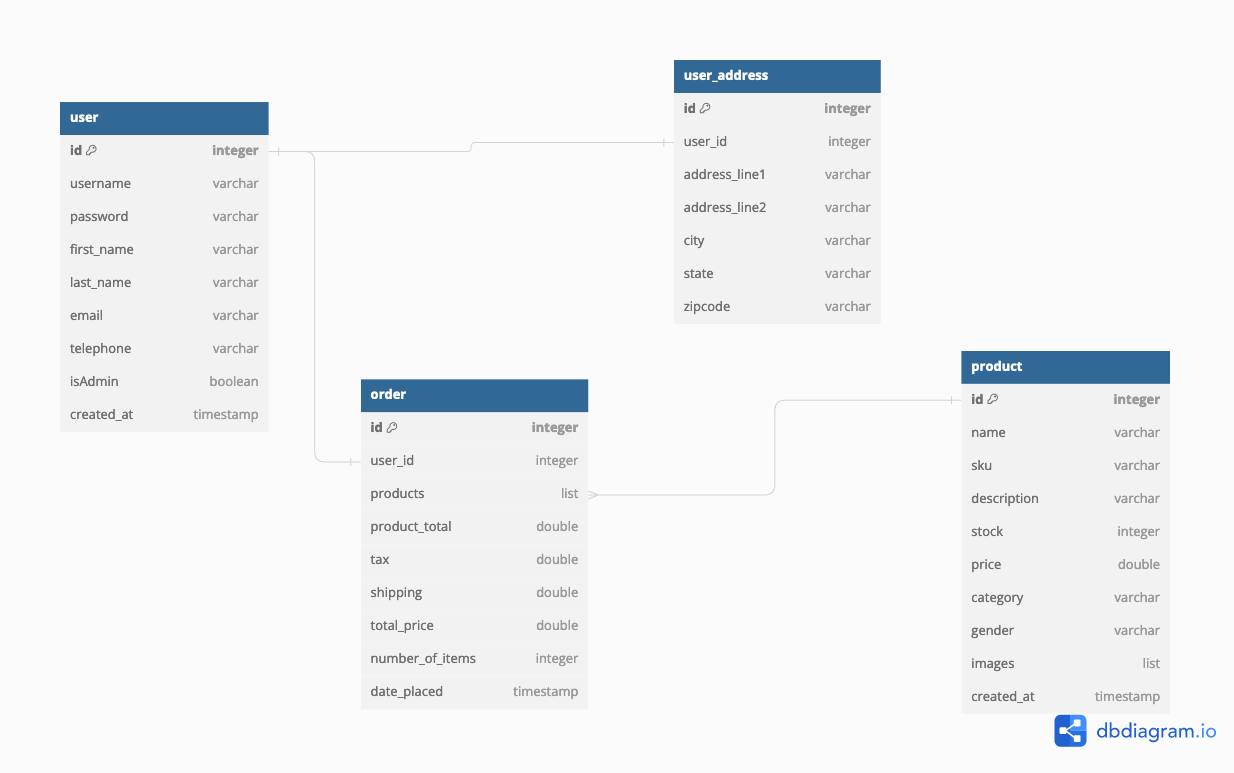 user
id integer
username varchar
password varchar
first_name varchar
last_name varchar
email varchar
telephone varchar
isAdmin boolean
created_at timestamp
user_address
id integer
user_id integer
address_line1 varchar
address_line2 varchar
city varchar
state varchar
zipcode varchar
order
id integer
user_id integer
products list
product_total double
tax double
shipping double
total_price double
number_of_items integer
date_placed timestamp
product
id integer
name varchar
sku varchar
description varchar
stock integer
price double
category varchar
gender varchar
images list
created_at timestamp
dbdiagram.io